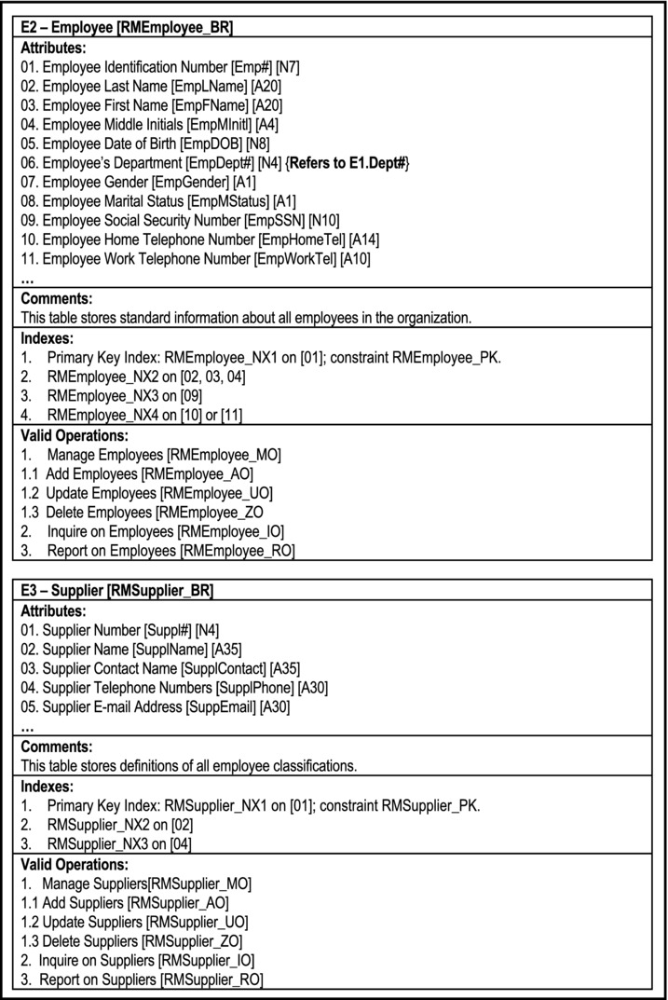 E2 – Employee [RMEmployee_BR]
Attributes:
01. Employee Identification Number [Emp#] [N7]
02. Employee Last Name [EmpLName] [A20]
03. Employee First Name [EmpFName] [A20]
04. Employee Middle Initials [EmpMInitl] [A4]
05. Employee Date of Birth [EmpDOB] [N8]
06. Employee’s Department [EmpDept#] [N4] {Refers to E1.Dept#}
07. Employee Gender [EmpGender] [A1]
08. Employee Marital Status [EmpMStatus] [A1]
09. Employee Social Security Number [EmpSSN] [N10]
10. Employee Home Telephone Number [EmpHomeTel] [A14]
11. Employee Work Telephone Number [EmpWorkTel] [A10]
…
Comments:
This table stores standard information about all employees in the organization.
Indexes:
1. Primary Key Index: RMEmployee_NX1 on [01]; constraint RMEmployee_PK.
2. RMEmployee_NX2 on [02, 03, 04]
3. RMEmployee_NX3 on [09]
4. RMEmployee_NX4 on [10] or [11]
Valid Operations:
1. Manage Employees [RMEmployee_MO]
1.1 Add Employees [RMEmployee_AO]
1.2 Update Employees [RMEmployee_UO]
1.3 Delete Employees [RMEmployee_ZO
2. Inquire on Employees [RMEmployee_IO]
3. Report on Employees [RMEmployee_RO]
E3 – Supplier [RMSupplier_BR]
Attributes:
01. Supplier Number [Suppl#] [N4]
02. Supplier Name [SupplName] [A35]
03. Supplier Contact Name [SupplContact] [A35]
04. Supplier Telephone Numbers [SupplPhone] [A30]
05. Supplier E-mail Address [SuppEmail] [A30]
…
Comments:
This table stores definitions of all employee classifications.
Indexes:
1. Primary Key Index: RMSupplier_NX1 on [01]; constraint RMSupplier_PK.
2. RMSupplier_NX2 on [02]
3. RMSupplier_NX3 on [04]
Valid Operations:
1. Manage Suppliers[RMSupplier_MO]
1.1 Add Suppliers [RMSupplier_AO]
1.2 Update Suppliers [RMSupplier_UO]
1.3 Delete Suppliers [RMSupplier_ZO]
2. Inquire on Suppliers [RMSupplier_IO]
3. Report on Suppliers [RMSupplier_RO]